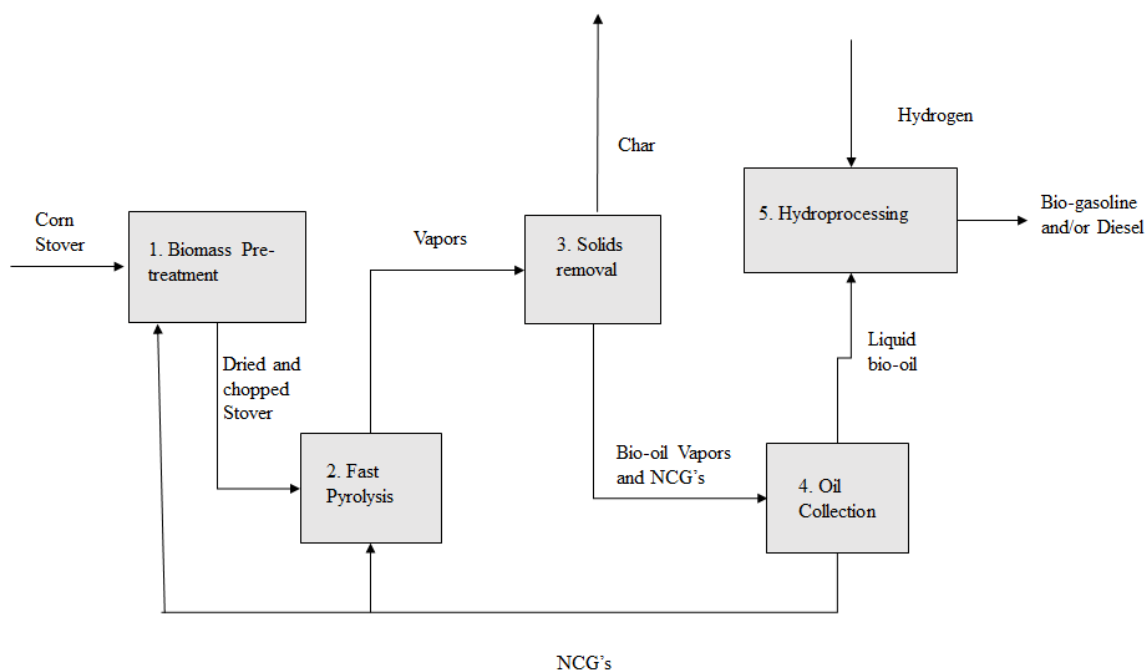 Corn
Stover
1. Biomass Pre-
treatment
Dried and
chopped
Stover
2. Fast
Pyrolysis
Vapors
3. Solids
removal
Char
Bio-oil Vapors
and NCG's
4. Oil
Collection
Liquid
bio-oil
5. Hydroprocessing
Hydrogen
Bio-gasoline
and/or Diesel
NCG's